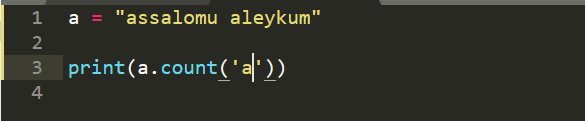 1 a = "assalomu aleykum"
2
3 print(a.count('a'))
4